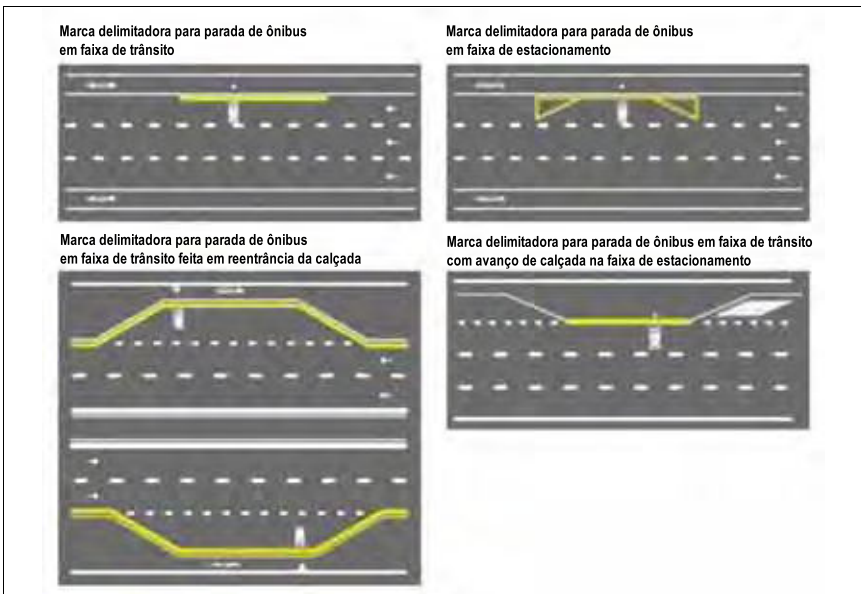 Marca delimitadora para parada de ônibus
em faixa de trânsito
Marca delimitadora para parada de ônibus
em faixa de estacionamento
Marca delimitadora para parada de ônibus
em faixa de trânsito feita em reentrância da calçada
Marca delimitadora para parada de ônibus em faixa de trânsito
com avanço de calçada na faixa de estacionamento